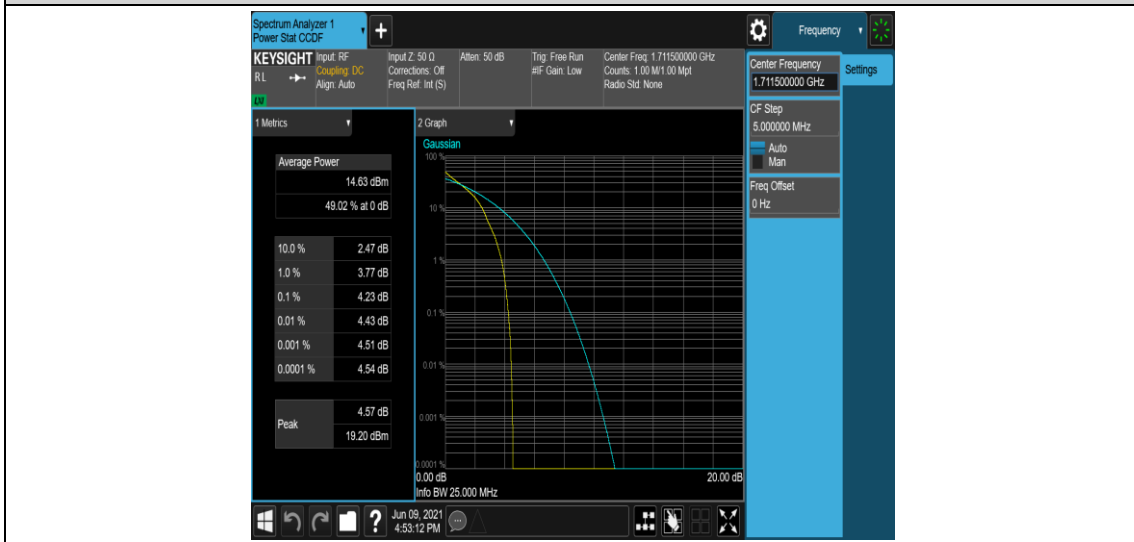 Spectrum Analyzer 1
Power Stat CCDF
+
Frequency
KEYSIGHT
RL
LXI
Input: RF
Coupling: DC
Align: Auto
Input Z: 50 Ω
Corrections: Off
Freq Ref: Int (S)
Atten: 50 dB
Trig: Free Run
#IF Gain: Low
Center Freq: 1.711500000 GHz
Counts: 1.00 M/1.00 Mpt
Radio Std: None
Center Frequency
1.711500000 GHz
Settings
CF Step
5.000000 MHz
Auto
Man
Freq Offset
0 Hz
1 Metrics
Average Power
14.63 dBm
49.02 % at 0 dB
10.0 % 2.47 dB
1.0 % 3.77 dB
0.1 % 4.23 dB
0.01 % 4.43 dB
0.001 % 4.51 dB
0.0001 % 4.54 dB
Peak
4.57 dB
19.20 dBm
2 Graph
Gaussian
100 %
10 %
1 %
0.1 %
0.01 %
0.001 %
0.0001 %
0.00 dB 20.00 dB
Info BW 25.000 MHz
?
Jun 09, 2021
4:53:12 PM